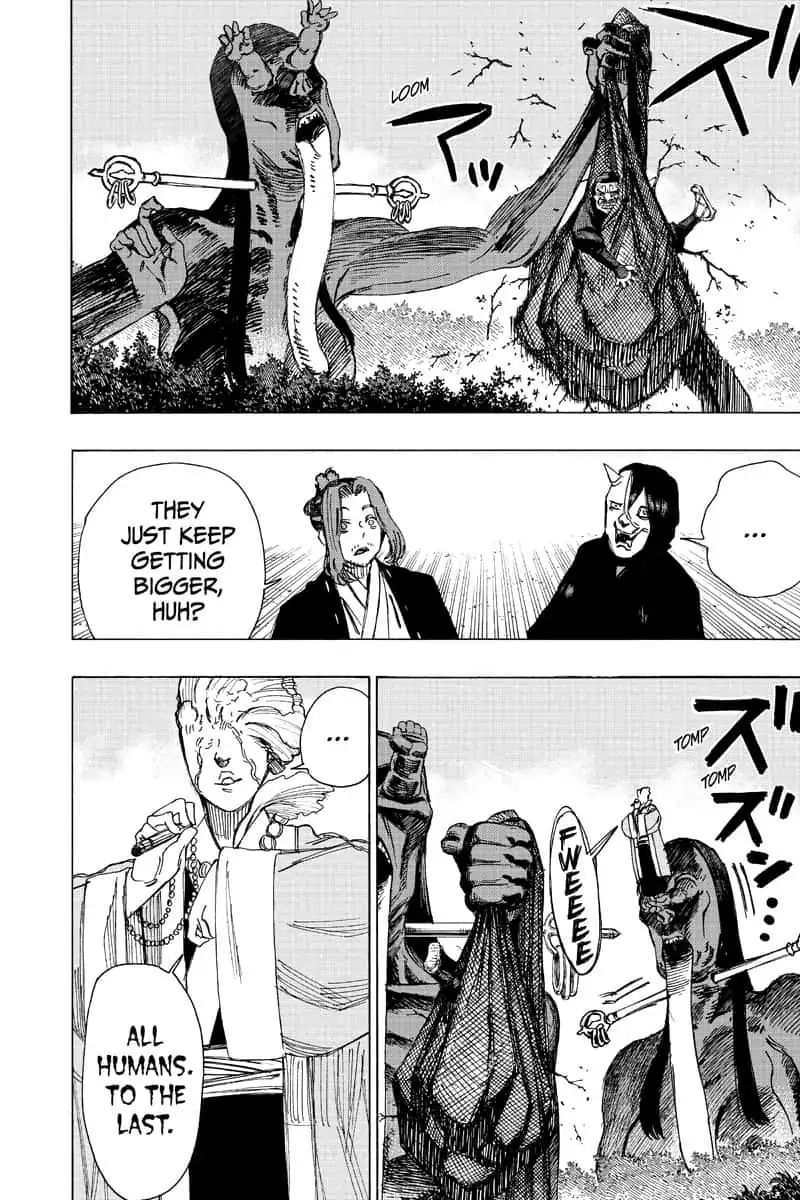 ズッ
LOOM
...
THEY
JUST KEEP
GETTING
BIGGER,
HUH?
ズズン...
TOMP
TOMP
FWEEEE
...
ALL
HUMANS.
TO THE
LAST.